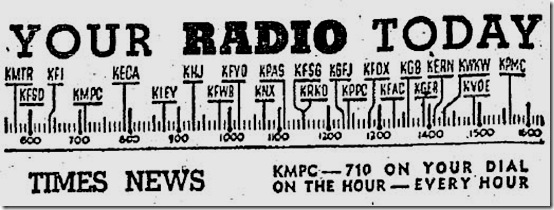 YOUR RADIO TODAY
KMTR KFI KECA KHJ KFVD KPAS KFSG KGFJ KFOX KGB KERN KWKW KPMC
KFSD KMPC KIEV KFWB KNX KRKD KPPC KFAC KGER KVOE
600 700 800 900 1000 1100 1200 1300 1400 1500 1600
TIMES NEWS
KMPC — 710 ON YOUR DIAL
ON THE HOUR — EVERY HOUR